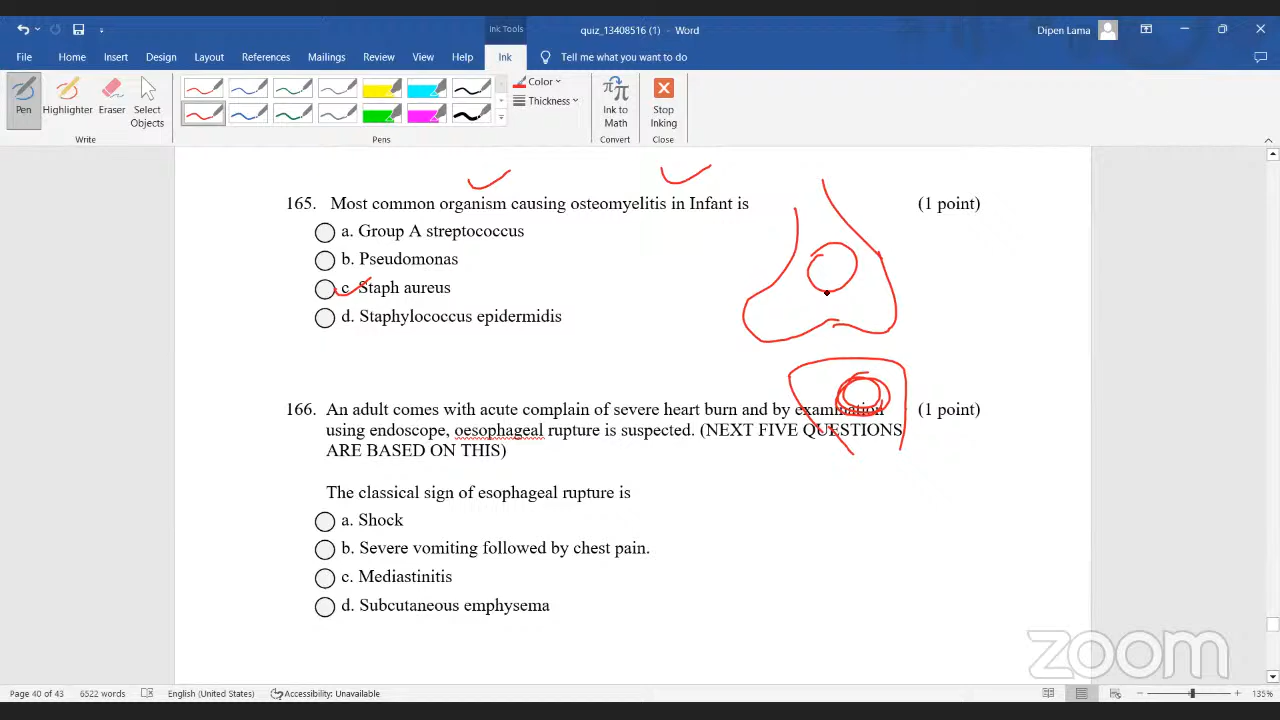 Ink Tools
quiz_13408516 (1) - Word
Dipen Lama
File Home Insert Design Layout References Mailings Review View Help Ink Tell me what you want to do
Pen Highlighter Eraser Select Objects
Color
Thickness
Ink to Math
Stop Inking
Write Pens Convert Close
165. Most common organism causing osteomyelitis in Infant is (1 point)
a. Group A streptococcus
b. Pseudomonas
c. Staph aureus
d. Staphylococcus epidermidis
166. An adult comes with acute complain of severe heart burn and by examination (1 point)
using endoscope, oesophageal rupture is suspected. (NEXT FIVE QUESTIONS
ARE BASED ON THIS)
The classical sign of esophageal rupture is
a. Shock
b. Severe vomiting followed by chest pain.
c. Mediastinitis
d. Subcutaneous emphysema
zoom
Page 40 of 43 6522 words English (United States) Accessibility: Unavailable 135%